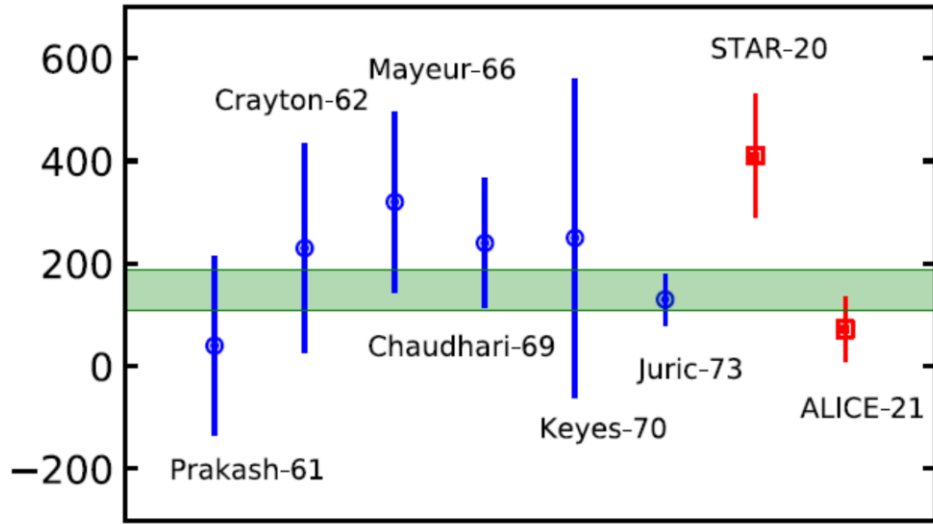 600
400
200
0
−200
STAR-20
Mayeur-66
Crayton-62
Chaudhari-69
Juric-73
ALICE-21
Keyes-70
Prakash-61